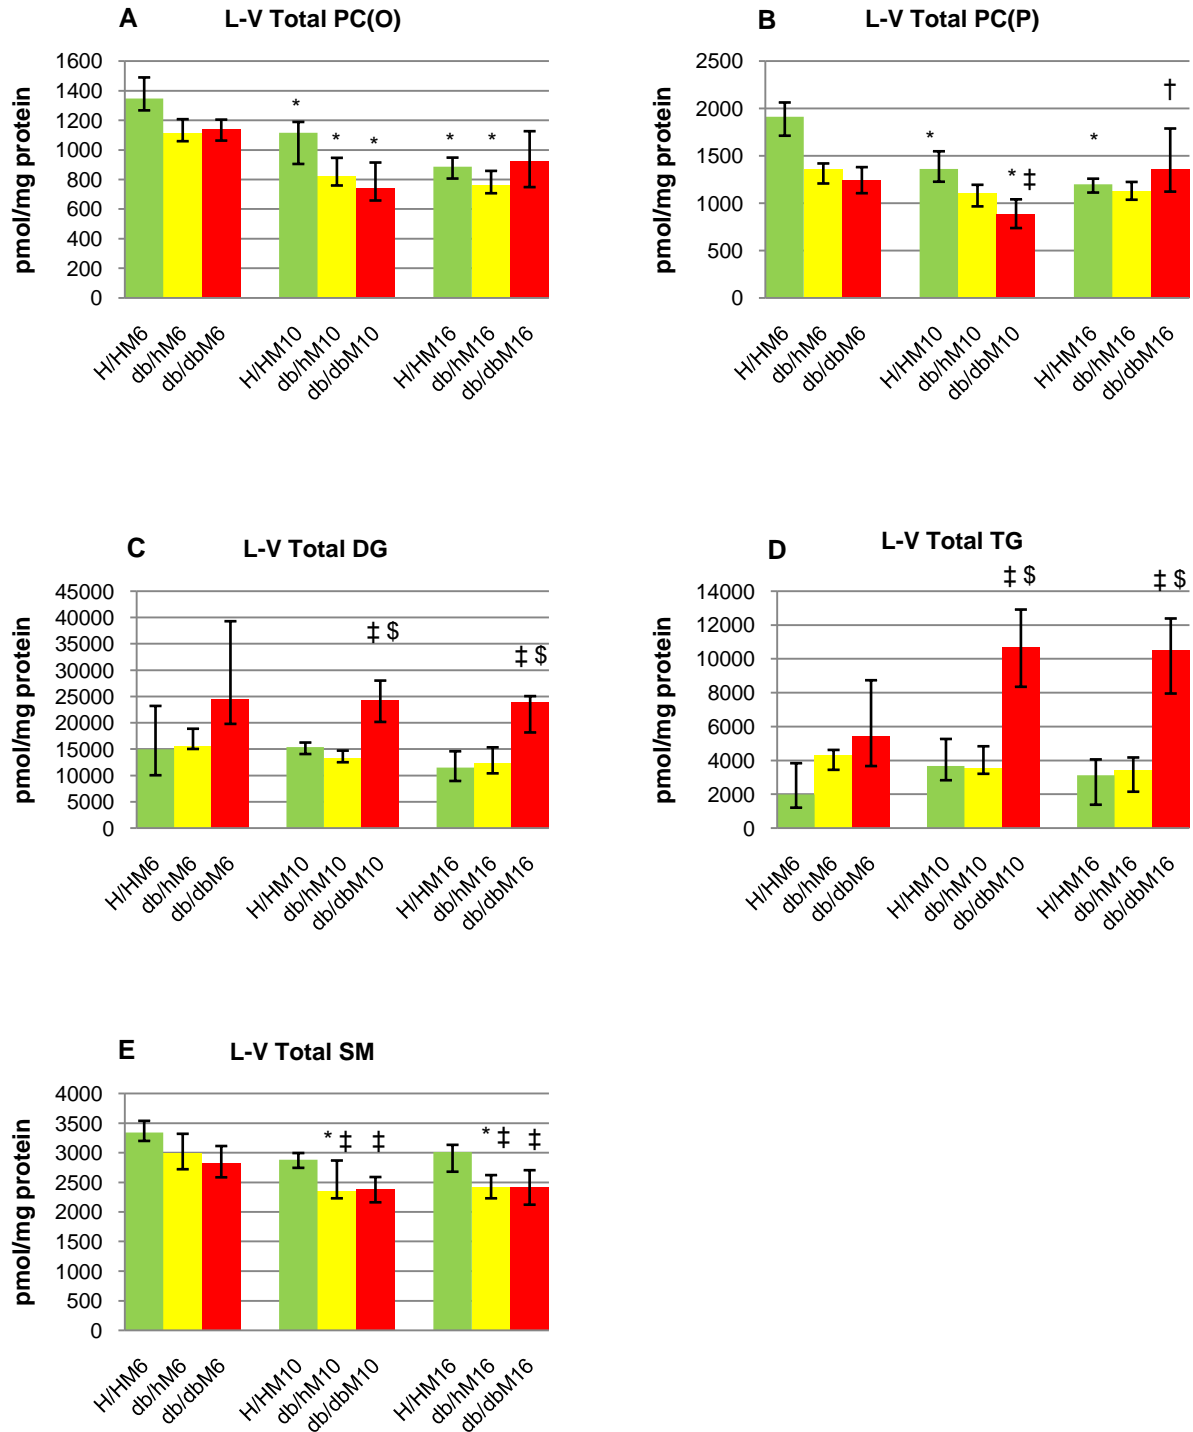 A
L-V Total PC(O)
pmol/mg protein
1600
1400
1200
1000
800
600
400
200
0
*
*
*
*
*
H/HM6
db/hM6
db/dbM6
H/HM10
db/hM10
db/dbM10
H/HM16
db/hM16
db/dbM16
B
L-V Total PC(P)
pmol/mg protein
2500
2000
1500
1000
500
0
*
* ‡
*
†
H/HM6
db/hM6
db/dbM6
H/HM10
db/hM10
db/dbM10
H/HM16
db/hM16
db/dbM16
C
L-V Total DG
pmol/mg protein
45000
40000
35000
30000
25000
20000
15000
10000
5000
0
‡ $
‡ $
H/HM6
db/hM6
db/dbM6
H/HM10
db/hM10
db/dbM10
H/HM16
db/hM16
db/dbM16
D
L-V Total TG
pmol/mg protein
14000
12000
10000
8000
6000
4000
2000
0
‡ $
‡ $
H/HM6
db/hM6
db/dbM6
H/HM10
db/hM10
db/dbM10
H/HM16
db/hM16
db/dbM16
E
L-V Total SM
pmol/mg protein
4000
3500
3000
2500
2000
1500
1000
500
0
* ‡ ‡
* ‡ ‡
H/HM6
db/hM6
db/dbM6
H/HM10
db/hM10
db/dbM10
H/HM16
db/hM16
db/dbM16